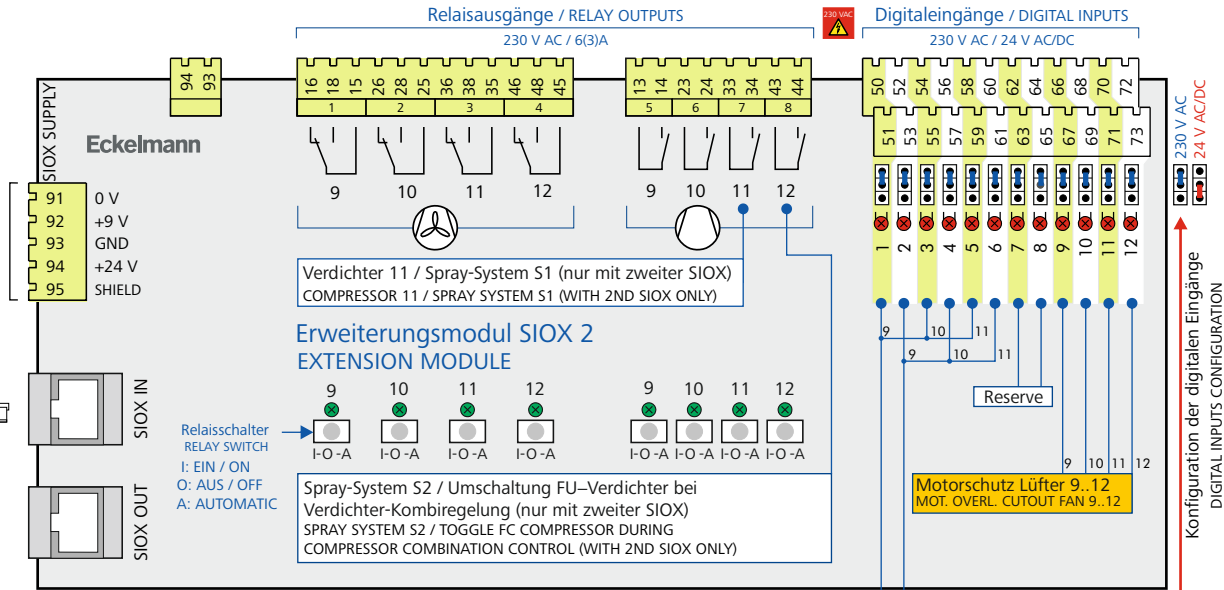 Relaisausgänge / RELAY OUTPUTS
230 V AC / 6(3)A
230 VAC
Digitaleingänge / DIGITAL INPUTS
230 V AC / 24 V AC/DC
94 93
16 18 15 26 28 25 36 38 35 46 48 45
1 2 3 4
13 14 23 24 33 34 43 44
5 6 7 8
50 52 54 56 58 60 62 64 66 68 70 72
51 53 55 57 59 61 63 65 67 69 71 73
230 V AC
24 V AC/DC
SIOX SUPPLY
Eckelmann
91 0 V
92 +9 V
93 GND
94 +24 V
95 SHIELD
9 10 11 12
9 10 11 12
1 2 3 4 5 6 7 8 9 10 11 12
Verdichter 11 / Spray-System S1 (nur mit zweiter SIOX)
COMPRESSOR 11 / SPRAY SYSTEM S1 (WITH 2ND SIOX ONLY)
Erweiterungsmodul SIOX 2
EXTENSION MODULE
9 10 11
9 10 11
Reserve
SIOX IN
9 10 11 12
9 10 11 12
I-O -A I-O -A I-O -A I-O -A
I-O -A I-O -A I-O -A I-O -A
Relaisschalter
RELAY SWITCH
I: EIN / ON
O: AUS / OFF
A: AUTOMATIC
9 10 11 12
Motorschutz Lüfter 9..12
MOT. OVERL. CUTOUT FAN 9..12
SIOX OUT
Spray-System S2 / Umschaltung FU–Verdichter bei
Verdichter-Kombiregelung (nur mit zweiter SIOX)
SPRAY SYSTEM S2 / TOGGLE FC COMPRESSOR DURING
COMPRESSOR COMBINATION CONTROL (WITH 2ND SIOX ONLY)
Konfiguration der digitalen Eingänge
DIGITAL INPUTS CONFIGURATION